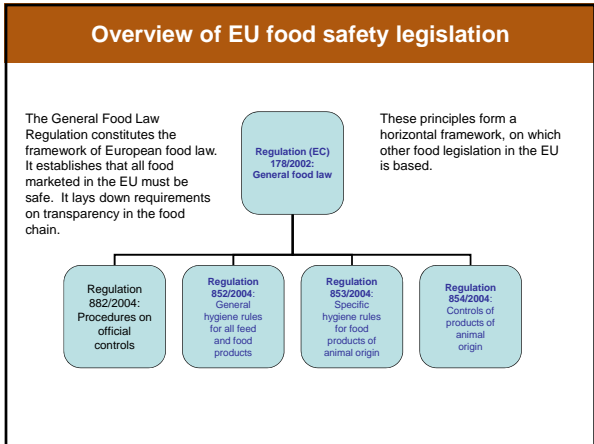 Overview of EU food safety legislation
The General Food Law
Regulation constitutes the
framework of European food law.
It establishes that all food
marketed in the EU must be
safe.  It lays down requirements
on transparency in the food
chain.
Regulation (EC)
178/2002:
General food law
These principles form a
horizontal framework, on which
other food legislation in the EU
is based.
Regulation
882/2004:
Procedures on
official
controls
Regulation
852/2004:
General
hygiene rules
for all feed
and food
products
Regulation
853/2004:
Specific
hygiene rules
for food
products of
animal origin
Regulation
854/2004:
Controls of
products of
animal
origin